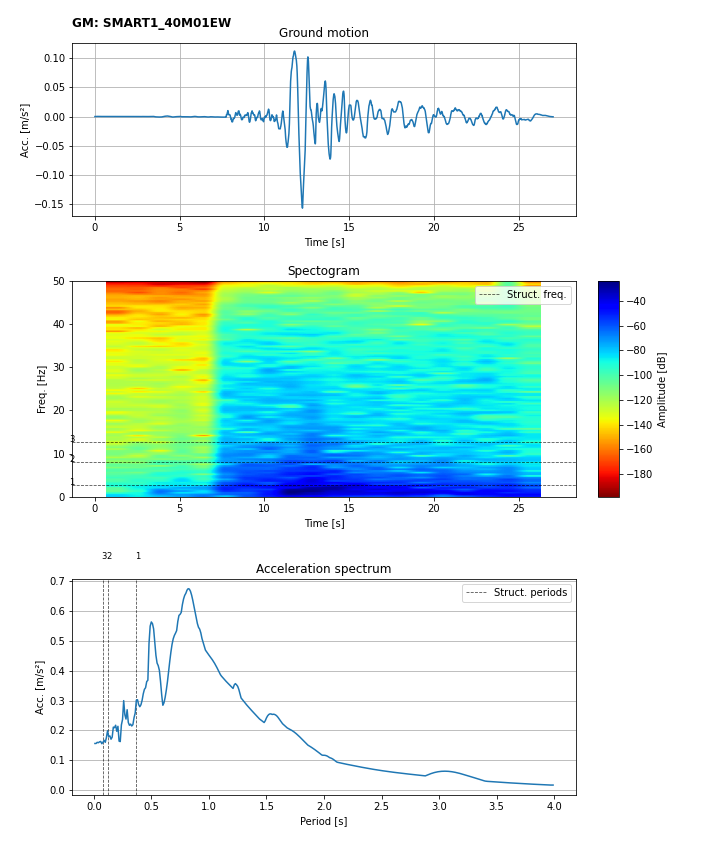 GM: SMART1_40M01EW
Ground motion
Acc. [m/s²]
0.10
0.05
0.00
−0.05
−0.10
−0.15
0 5 10 15 20 25
Time [s]
Spectogram
Freq. [Hz]
50
40
30
20
10
0
Struct. freq.
3
2
1
0 5 10 15 20 25
Time [s]
−40
−60
−80
−100
−120
−140
−160
−180
Amplitude [dB]
32 1
Acceleration spectrum
Acc. [m/s²]
0.7
0.6
0.5
0.4
0.3
0.2
0.1
0.0
Struct. periods
0.0 0.5 1.0 1.5 2.0 2.5 3.0 3.5 4.0
Period [s]